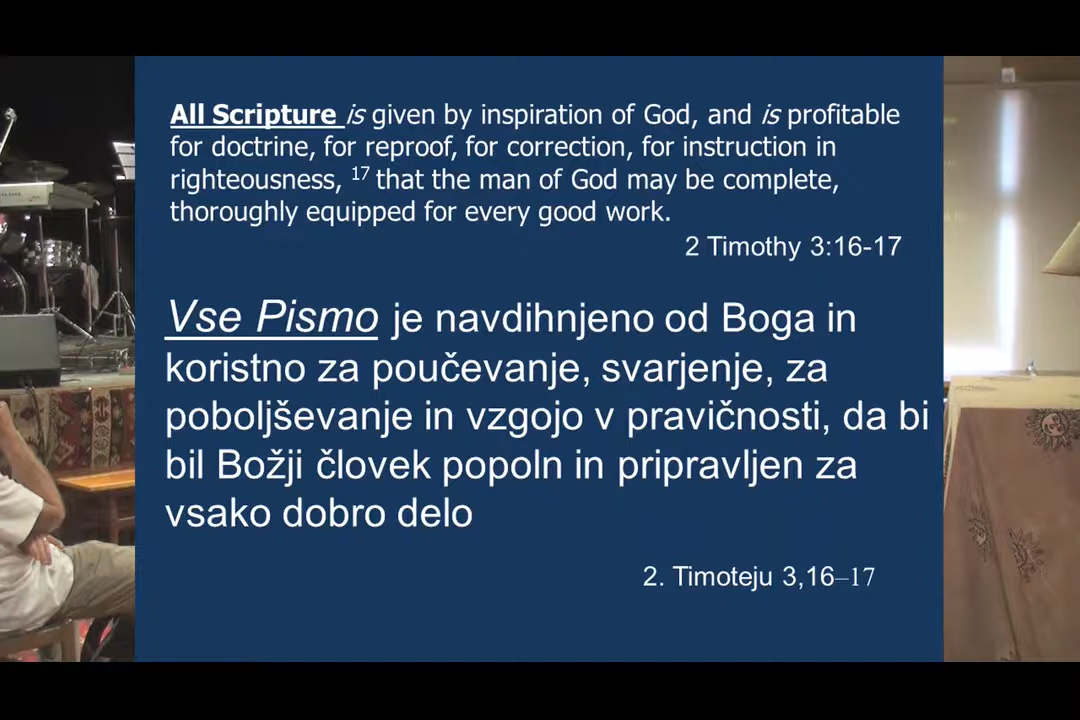 All Scripture is given by inspiration of God, and is profitable
for doctrine, for reproof, for correction, for instruction in
righteousness, 17 that the man of God may be complete,
thoroughly equipped for every good work.
2 Timothy 3:16-17
Vse Pismo je navdihnjeno od Boga in
koristno za poučevanje, svarjenje, za
poboljševanje in vzgojo v pravičnosti, da bi
bil Božji človek popoln in pripravljen za
vsako dobro delo
2. Timoteju 3,16–17